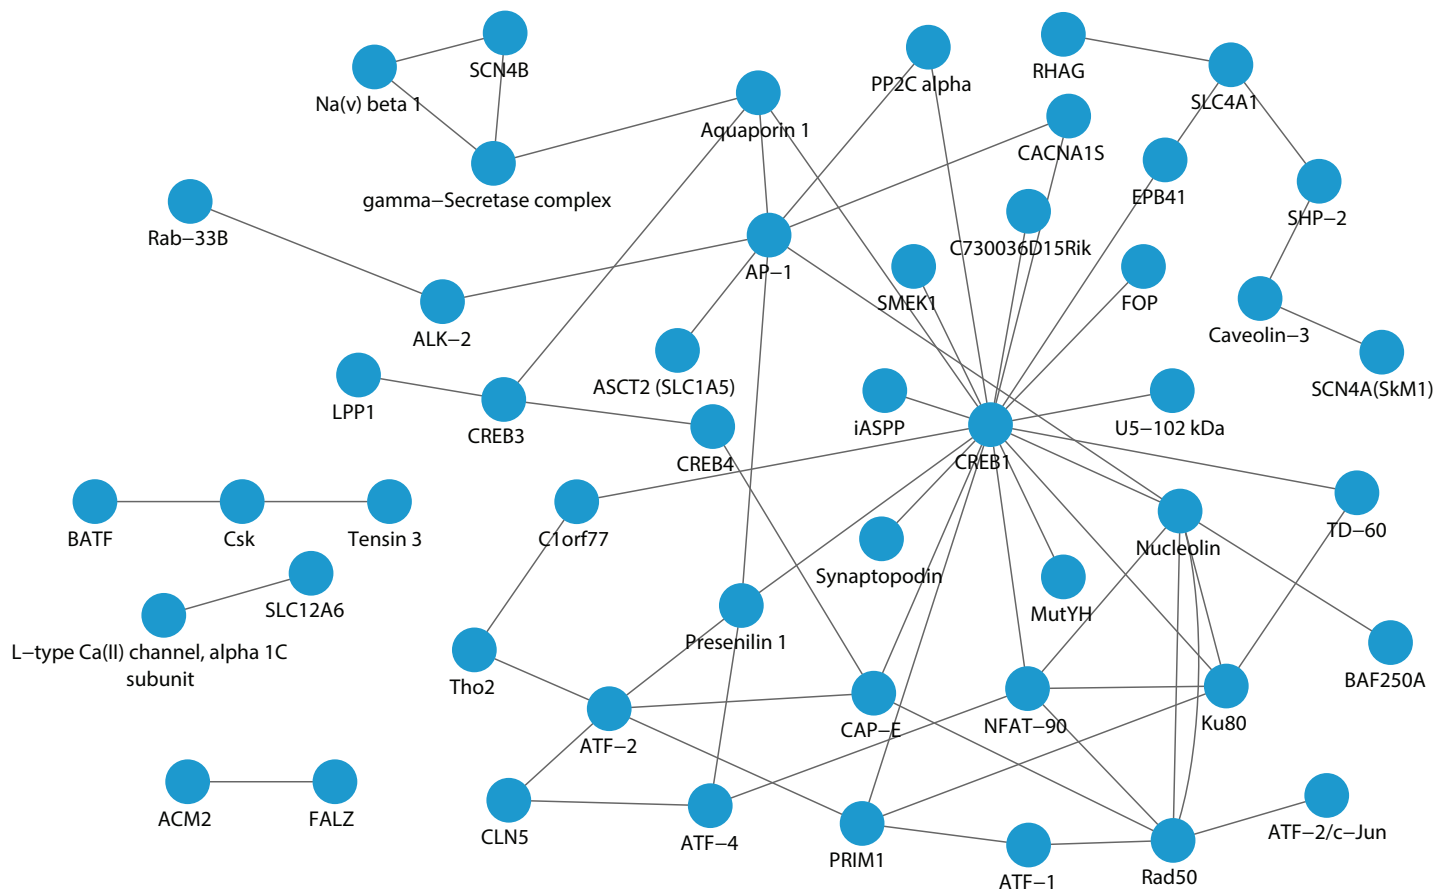 SCN4B
RHAG
PP2C alpha
Na(v) beta 1
SLC4A1
Aquaporin 1
CACNA1S
gamma−Secretase complex
EPB41
SHP−2
Rab−33B
C730036D15Rik
AP−1
SMEK1
FOP
ALK−2
Caveolin−3
ASCT2 (SLC1A5)
SCN4A(SkM1)
LPP1
CREB3
iASPP
U5−102 kDa
CREB4
CREB1
BATF
Csk
Tensin 3
C1orf77
TD−60
Nucleolin
Synaptopodin
SLC12A6
MutYH
L−type Ca(II) channel, alpha 1C
subunit
Presenilin 1
Tho2
BAF250A
CAP−E
NFAT−90
Ku80
ATF−2
ACM2
FALZ
CLN5
ATF−4
PRIM1
ATF−2/c−Jun
ATF−1
Rad50